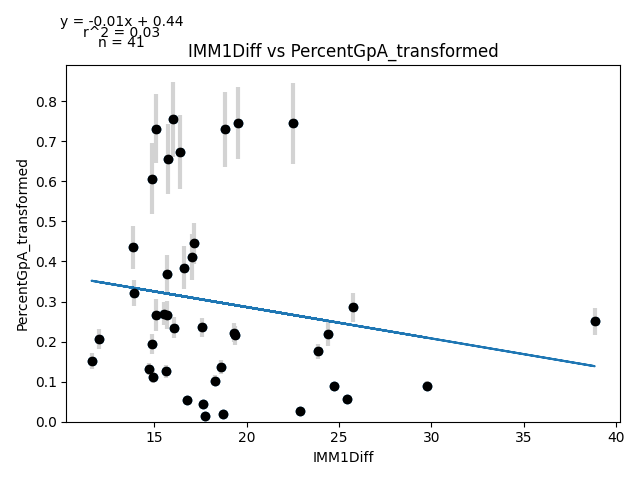 y = -0.01x + 0.44
r^2 = 0.03
n = 41
IMM1Diff vs PercentGpA_transformed
PercentGpA_transformed
0.8
0.7
0.6
0.5
0.4
0.3
0.2
0.1
0.0
15
20
25
30
35
40
IMM1Diff